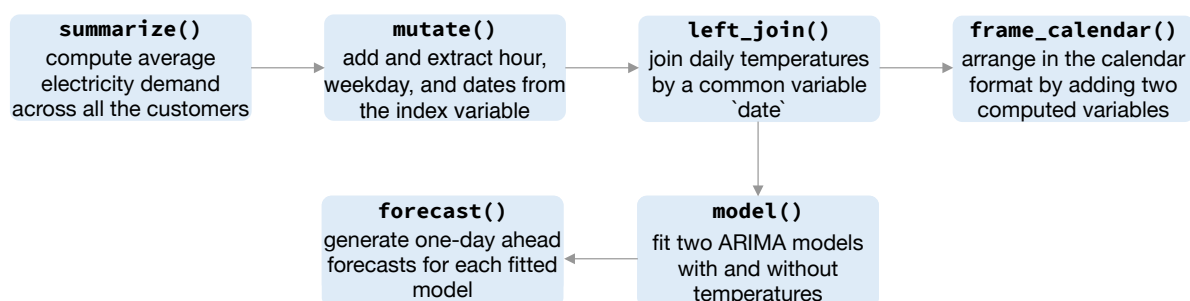 summarize()
compute average
electricity demand
across all the customers
mutate()
add and extract hour,
weekday, and dates from
the index variable
left_join()
join daily temperatures
by a common variable
`date`
frame_calendar()
arrange in the calendar
format by adding two
computed variables
forecast()
generate one-day ahead
forecasts for each fitted
model
model()
fit two ARIMA models
with and without
temperatures